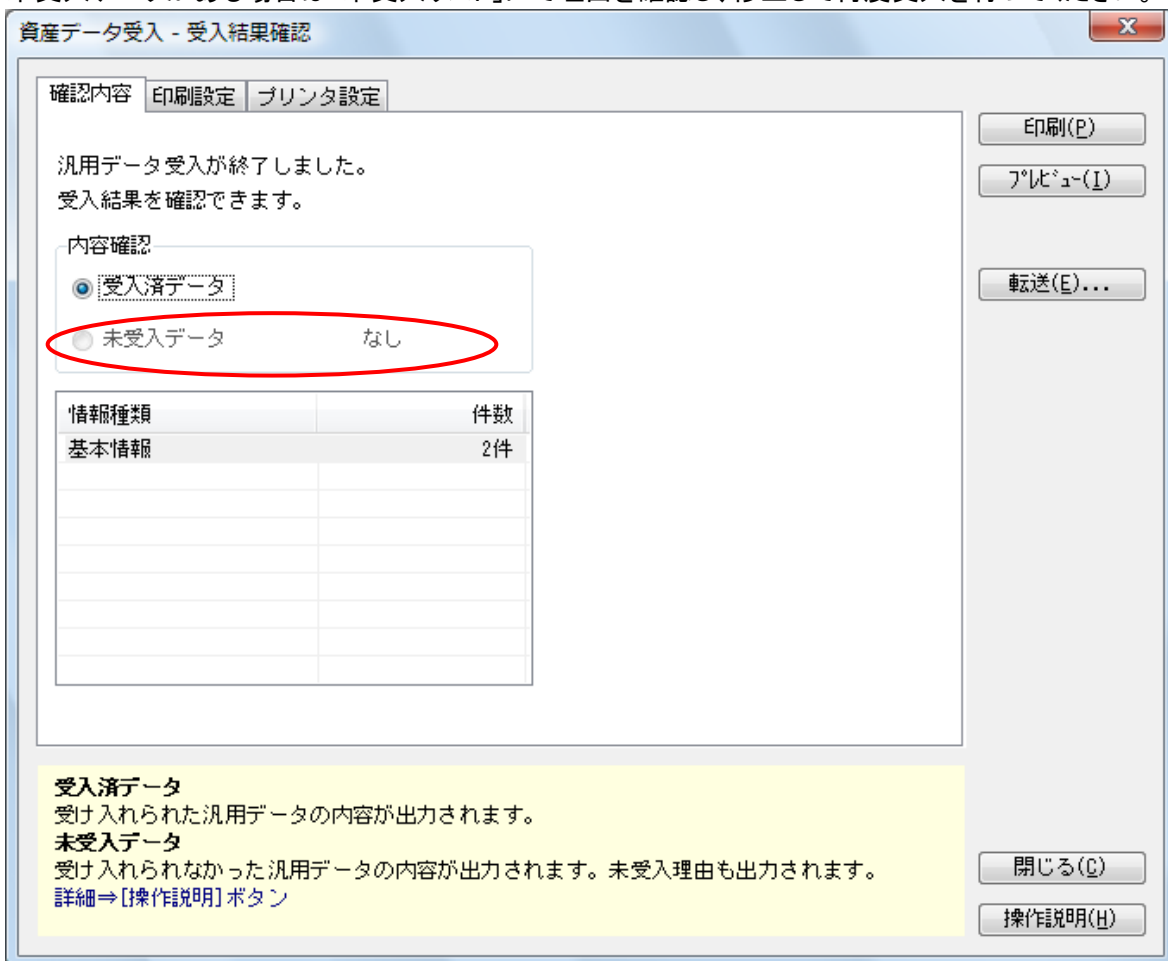 資産データ受入 - 受入結果確認
確認内容 印刷設定 プリンタ設定
印刷(P)
汎用データ受入が終了しました。
ﾌﾟﾚﾋﾞｭｰ(I)
受入結果を確認できます。
内容確認
受入済データ
転送(E)...
未受入データ なし
情報種類 件数
基本情報 2件
受入済データ
受け入れられた汎用データの内容が出力されます。
未受入データ
受け入れられなかった汎用データの内容が出力されます。未受入理由も出力されます。
閉じる(C)
詳細⇒[操作説明]ボタン
操作説明(H)